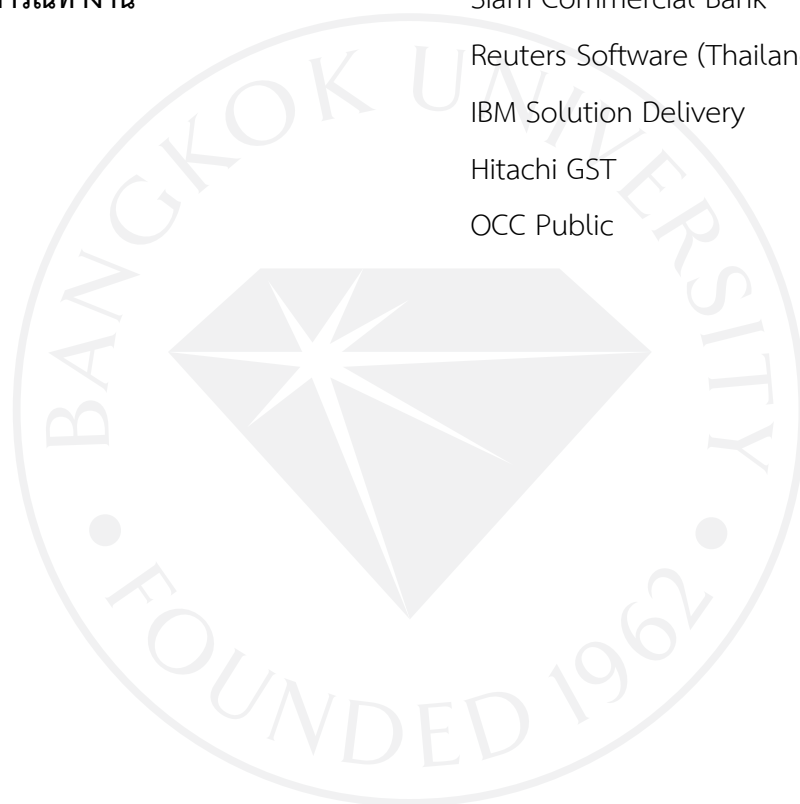 Siam Commercial Bank
Reuters Software (Thailan
IBM Solution Delivery
Hitachi GST
OCC Public
BANGKOK UNIVERSITY
FOUNDED 1962